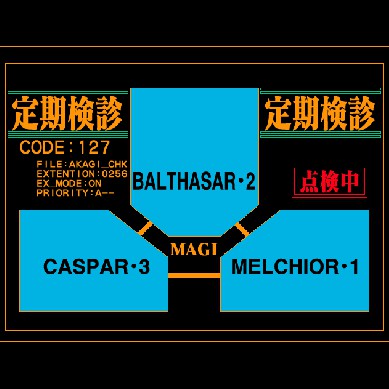 定期検診 定期検診
CODE:127
FILE:AKAGI_CHK
EXTENTION:0256
EX_MODE:ON
PRIORITY:A--
BALTHASAR・2
点検中
MAGI
CASPAR・3 MELCHIOR・1